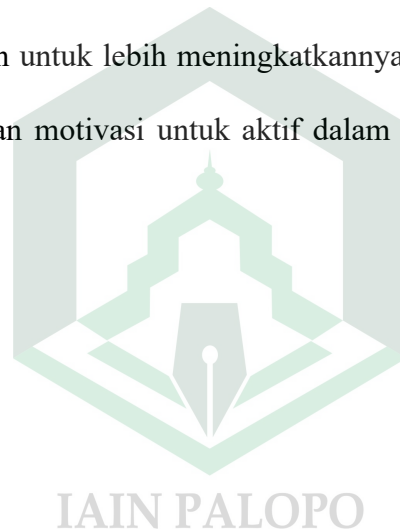 n untuk lebih meningkatkannya
an motivasi untuk aktif dalam
IAIN PALOPO